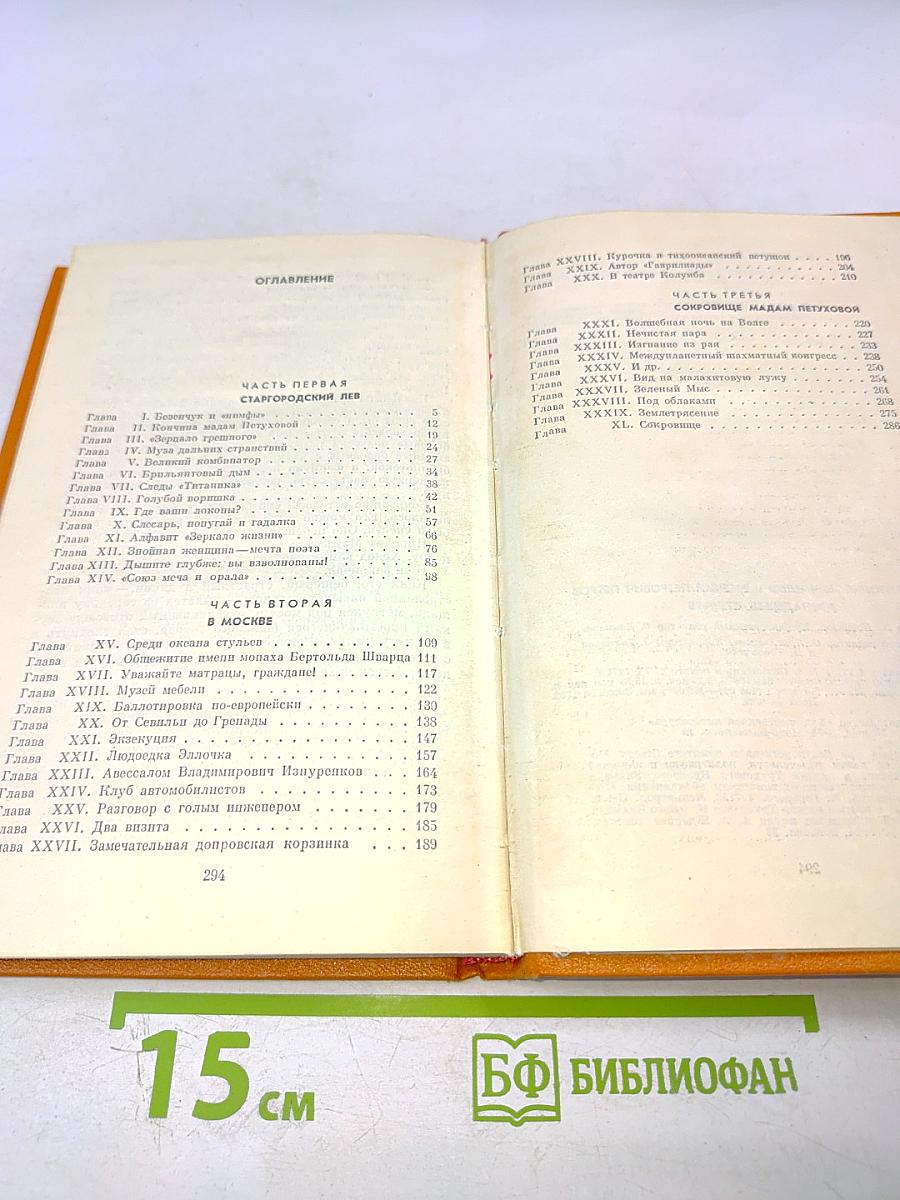 ОГЛАВЛЕНИЕ
ЧАСТЬ ПЕРВАЯ
СТАРГОРОДСКИЙ ЛЕВ
Глава I. Безенчук и «нимфы» . . . 5
Глава II. Кончина мадам Петуховой . . . 12
Глава III. «Зерцало грешного» . . . 19
Глава IV. Муза дальних странствий . . . 24
Глава V. Великий комбинатор . . . 27
Глава VI. Брильянтовый дым . . . 34
Глава VII. Следы «Титаника» . . . 38
Глава VIII. Голубой воришка . . . 42
Глава IX. Где ваши локоны? . . . 51
Глава X. Слесарь, попугай и гадалка . . . 57
Глава XI. Алфавит «Зеркало жизни» . . . 66
Глава XII. Знойная женщина — мечта поэта . . . 76
Глава XIII. Дышите глубже: вы взволнованы! . . . 85
Глава XIV. «Союз меча и орала» . . . 98
ЧАСТЬ ВТОРАЯ
В МОСКВЕ
Глава XV. Среди океана стульев . . . 109
Глава XVI. Общежитие имени монаха Бертольда Шварца 111
Глава XVII. Уважайте матрацы, граждане! . . . 117
Глава XVIII. Музей мебели . . . 122
Глава XIX. Баллотировка по-европейски . . . 130
Глава XX. От Севильи до Гренады . . . 138
Глава XXI. Экзекуция . . . 147
Глава XXII. Людоедка Эллочка . . . 157
Глава XXIII. Авессалом Владимирович Изнуренков . . . 164
Глава XXIV. Клуб автомобилистов . . . 173
лава XXV. Разговор с голым инженером . . . 179
лава XXVI. Два визита . . . 185
лава XXVII. Замечательная допровская корзинка . . . 189
294
Глава XXVIII. Курочка и тихоокеанский петушок . . . . 196
Глава XXIX. Автор «Гаврилиады» . . . 204
Глава XXX. В театре Колумба . . . 210
ЧАСТЬ ТРЕТЬЯ
СОКРОВИЩЕ МАДАМ ПЕТУХОВОЙ
Глава XXXI. Волшебная ночь на Волге . . . 220
Глава XXXII. Нечистая пара . . . 227
Глава XXXIII. Изгнание из рая . . . 233
Глава XXXIV. Междупланетный шахматный конгресс . . 238
Глава XXXV. И др. . . . 250
Глава XXXVI. Вид на малахитовую лужу . . . 254
Глава XXXVII. Зеленый Мыс . . . 261
Глава XXXVIII. Под облаками . . . 268
Глава XXXIX. Землетрясение . . . 275
Глава XL. Сокровище . . . 286
15 см
БФ БИБЛИОФАН